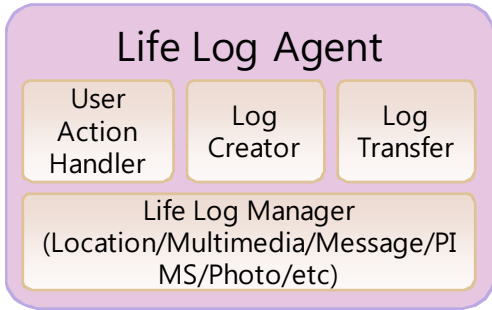 Life Log Agent
User
Action
Handler
Log
Creator
Log
Transfer
Life Log Manager
(Location/Multimedia/Message/PI
MS/Photo/etc)